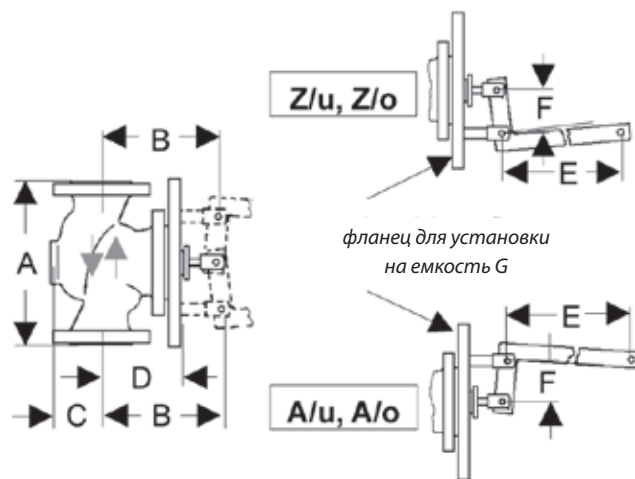 Z/u, Z/o
F
B
E
фланец для установки
на емкость G
A
E
D
F
C
B
A/u, A/o